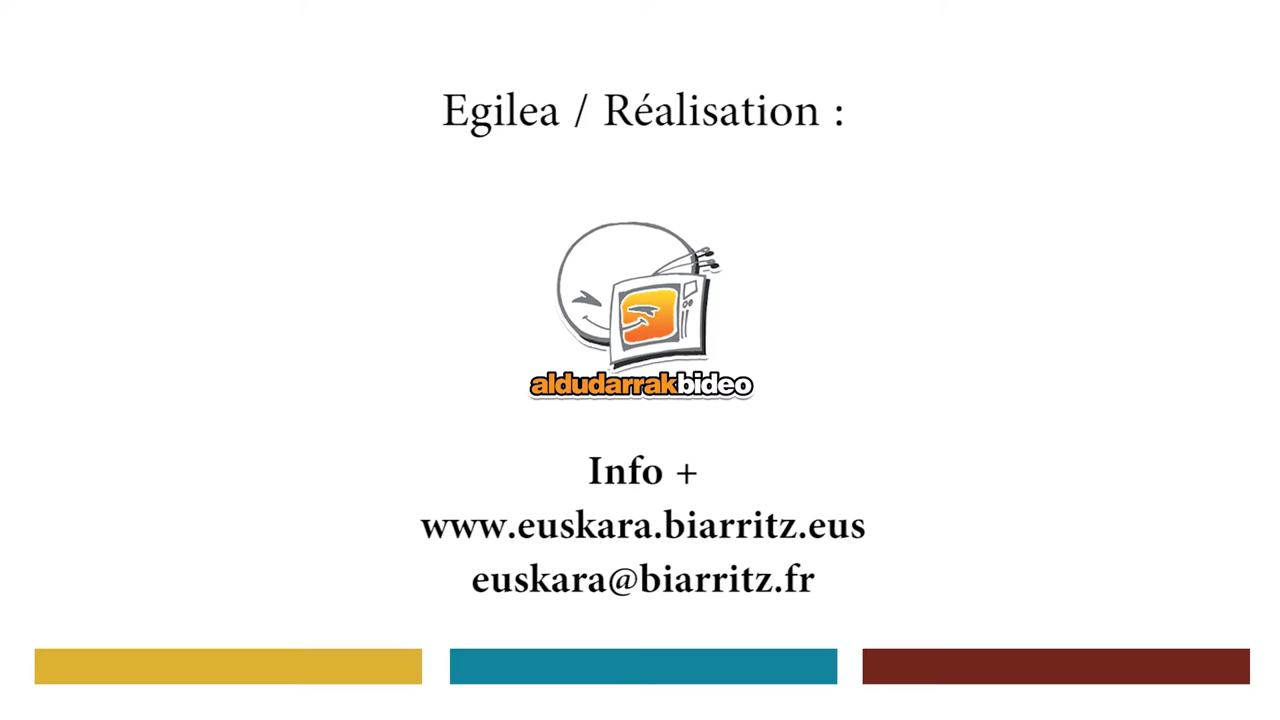 Egilea / Réalisation :
aldudarrakbideo
Info +
www.euskara.biarritz.eus
euskara@biarritz.fr